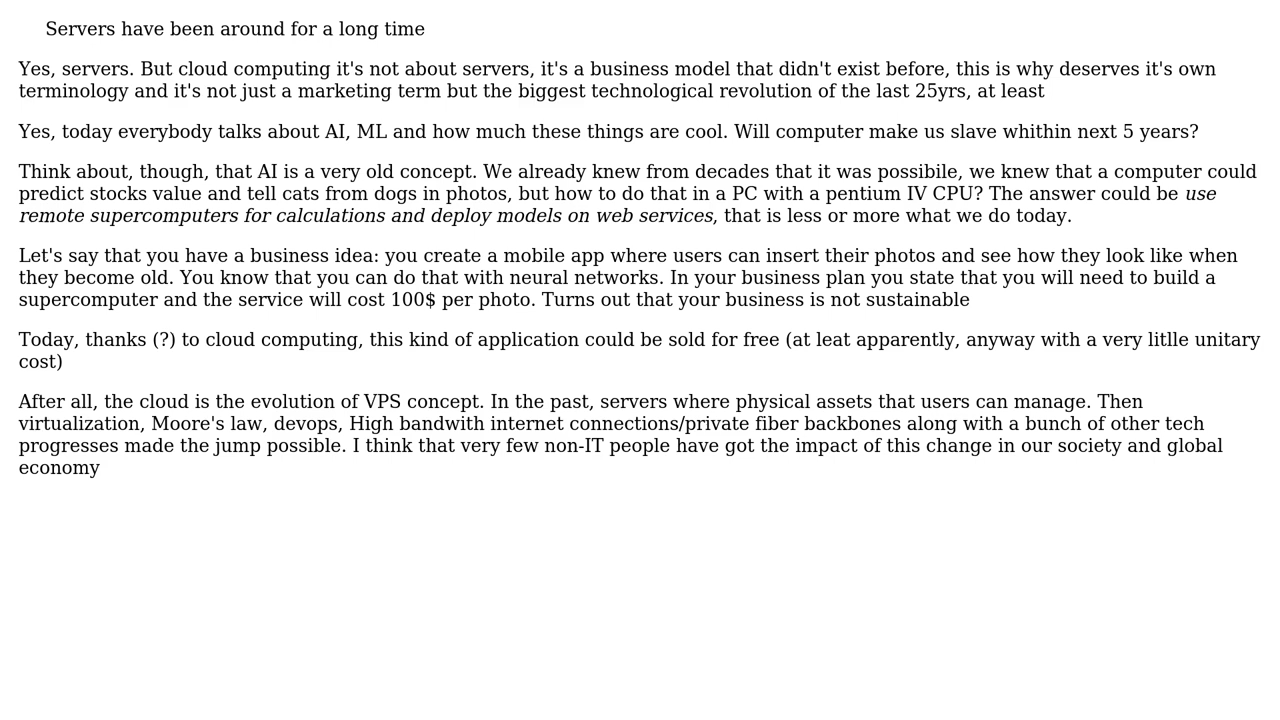 Servers have been around for a long time
Yes, servers. But cloud computing it's not about servers, it's a business model that didn't exist before, this is why deserves it's own
terminology and it's not just a marketing term but the biggest technological revolution of the last 25yrs, at least
Yes, today everybody talks about AI, ML and how much these things are cool. Will computer make us slave whithin next 5 years?
Think about, though, that AI is a very old concept. We already knew from decades that it was possibile, we knew that a computer could
predict stocks value and tell cats from dogs in photos, but how to do that in a PC with a pentium IV CPU? The answer could be use
remote supercomputers for calculations and deploy models on web services, that is less or more what we do today.
Let's say that you have a business idea: you create a mobile app where users can insert their photos and see how they look like when
they become old. You know that you can do that with neural networks. In your business plan you state that you will need to build a
supercomputer and the service will cost 100$ per photo. Turns out that your business is not sustainable
Today, thanks (?) to cloud computing, this kind of application could be sold for free (at leat apparently, anyway with a very litlle unitary
cost)
After all, the cloud is the evolution of VPS concept. In the past, servers where physical assets that users can manage. Then
virtualization, Moore's law, devops, High bandwith internet connections/private fiber backbones along with a bunch of other tech
progresses made the jump possible. I think that very few non-IT people have got the impact of this change in our society and global
economy